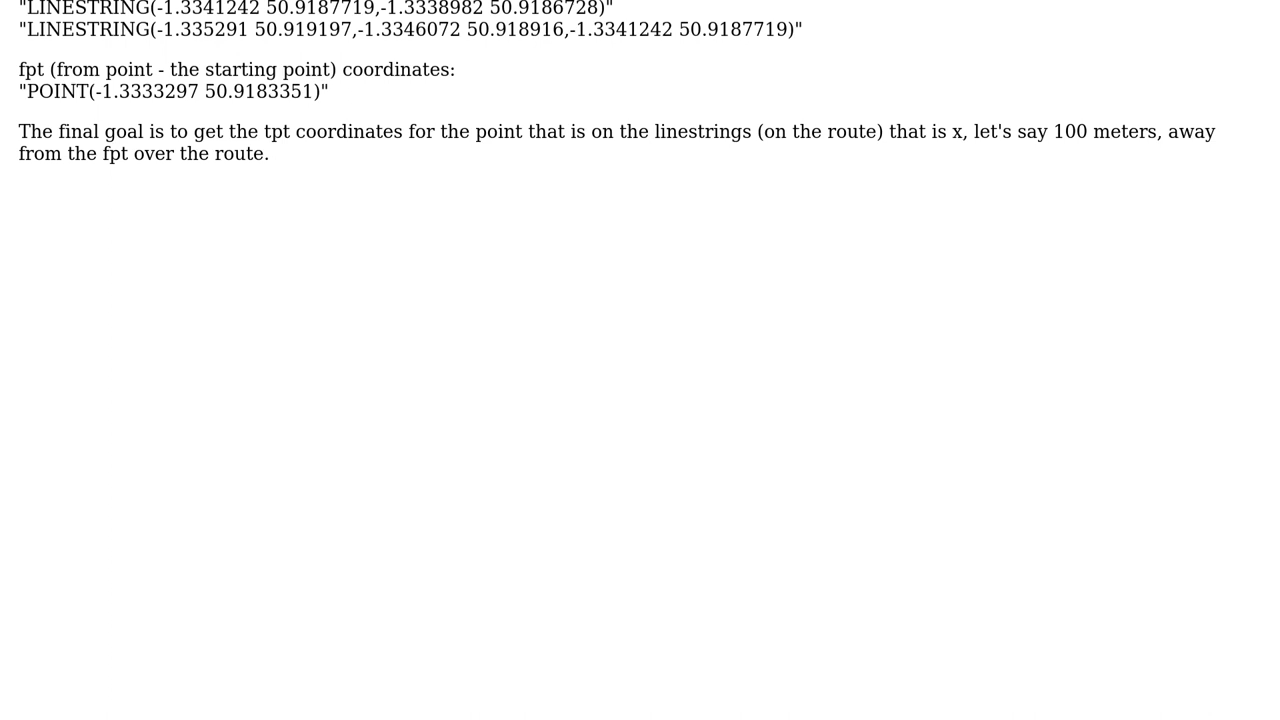 "LINESTRING(-1.3341242 50.9187719,-1.3338982 50.9186728)"
"LINESTRING(-1.335291 50.919197,-1.3346072 50.918916,-1.3341242 50.9187719)"
fpt (from point - the starting point) coordinates:
"POINT(-1.3333297 50.9183351)"
The final goal is to get the tpt coordinates for the point that is on the linestrings (on the route) that is x, let's say 100 meters, away
from the fpt over the route.